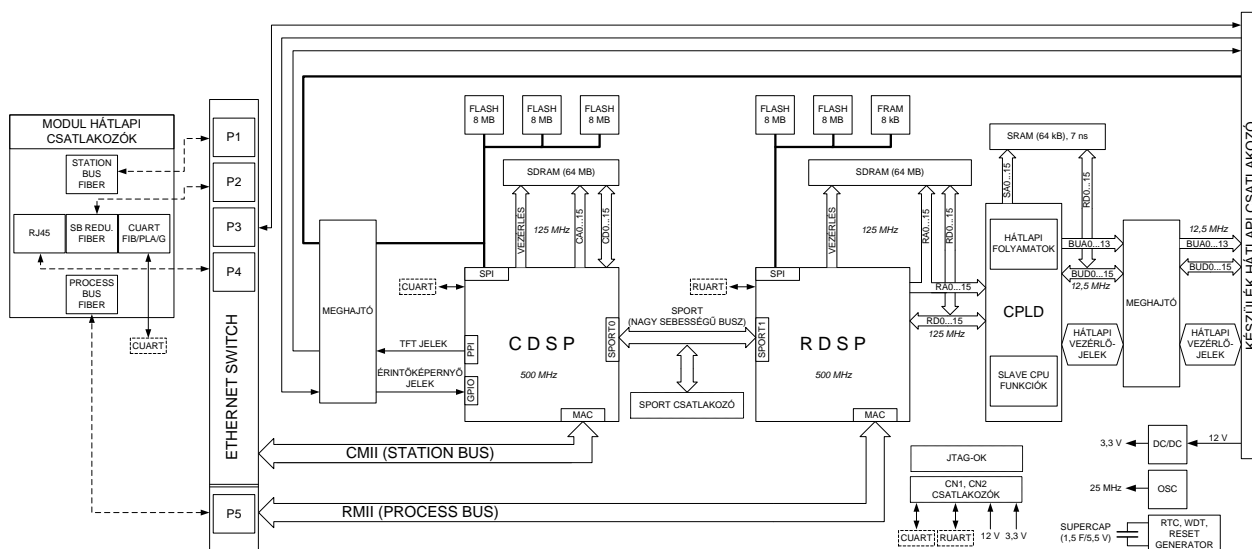 MODUL HÁTLAPI
CSATLAKOZÓK
STATION
BUS
FIBER
RJ45
SB REDU.
FIBER
CUART
FIB/PLA/G
PROCESS
BUS
FIBER
CUART
P1
P2
P3
P4
P5
ETHERNET SWITCH
MEGHAJTÓ
FLASH
8 MB
FLASH
8 MB
FLASH
8 MB
SDRAM (64 MB)
VEZÉRLÉS
125 MHz
CA0...15
CD0...15
CUART
SPI
CDSP
500 MHz
PPI
GPIO
SPORT0
MAC
TFT JELEK
ÉRINTŐKÉPERNYŐ
JELEK
SPORT
(NAGY SEBESSÉGŰ BUSZ)
SPORT CSATLAKOZÓ
CMII (STATION BUS)
RMII (PROCESS BUS)
FLASH
8 MB
FLASH
8 MB
FRAM
8 kB
SDRAM (64 MB)
VEZÉRLÉS
125 MHz
RA0...15
RD0...15
RUART
SPI
RDSP
500 MHz
SPORT1
MAC
RA0...15
RD0...15
125 MHz
SRAM (64 kB), 7 ns
SA0...15
RD0...15
HÁTLAPI
FOLYAMATOK
CPLD
SLAVE CPU
FUNKCIÓK
BUA0...13
BUD0...15
12,5 MHz
HÁTLAPI
VEZÉRLŐ-
JELEK
MEGHAJTÓ
12,5 MHz
BUA0...13
BUD0...15
HÁTLAPI
VEZÉRLŐ-
JELEK
KÉSZÜLÉK HÁTLAPI CSATLAKOZÓ
JTAG-OK
CN1, CN2
CSATLAKOZÓK
CUART
RUART
12 V
3,3 V
3,3 V
DC/DC
12 V
25 MHz
OSC
SUPERCAP
(1,5 F/5,5 V)
RTC, WDT,
RESET
GENERATOR